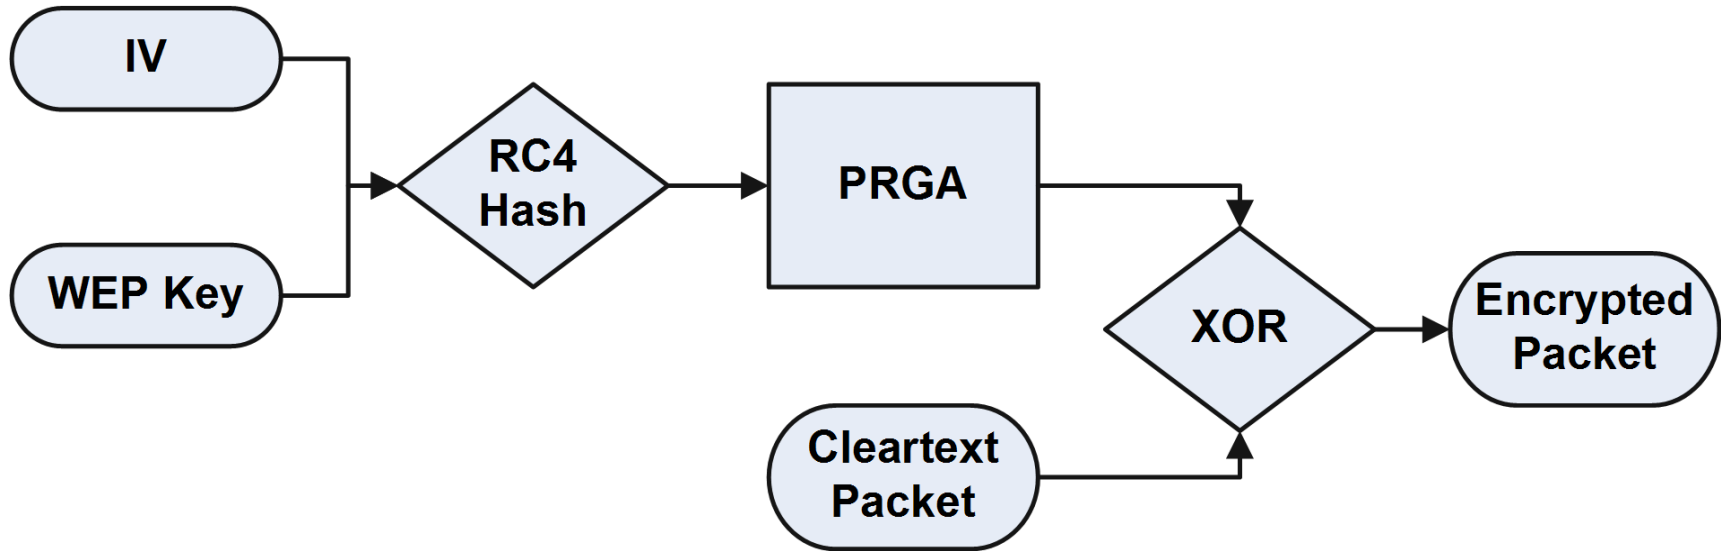 IV
WEP Key
RC4
Hash
PRGA
Cleartext
Packet
XOR
Encrypted
Packet